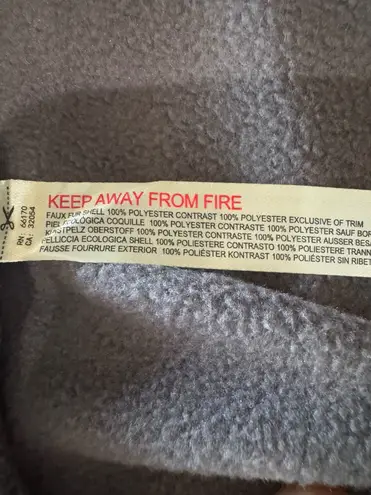 KEEP AWAY FROM FIRE
FAUX FUR SHELL 100% POLYESTER CONTRAST 100% POLYESTER EXCLUSIVE OF TRIM
PIEL ECOLOGICA COQUILLE 100% POLYESTER CONTRASTE 100% POLYESTER SAUF BOR
KUNSTPELZ OBERSTOFF 100% POLYESTER CONTRASTE 100% POLYESTER AUSSER BESA
PELLICCIA ECOLOGICA SHELL 100% POLIESTERE CONTRASTO 100% POLIESTERE TRANN
FAUSSE FOURRURE EXTERIOR 100% POLIÉSTER KONTRAST 100% POLIÉSTER SIN RIBET
RN: 66170
CA: 32054